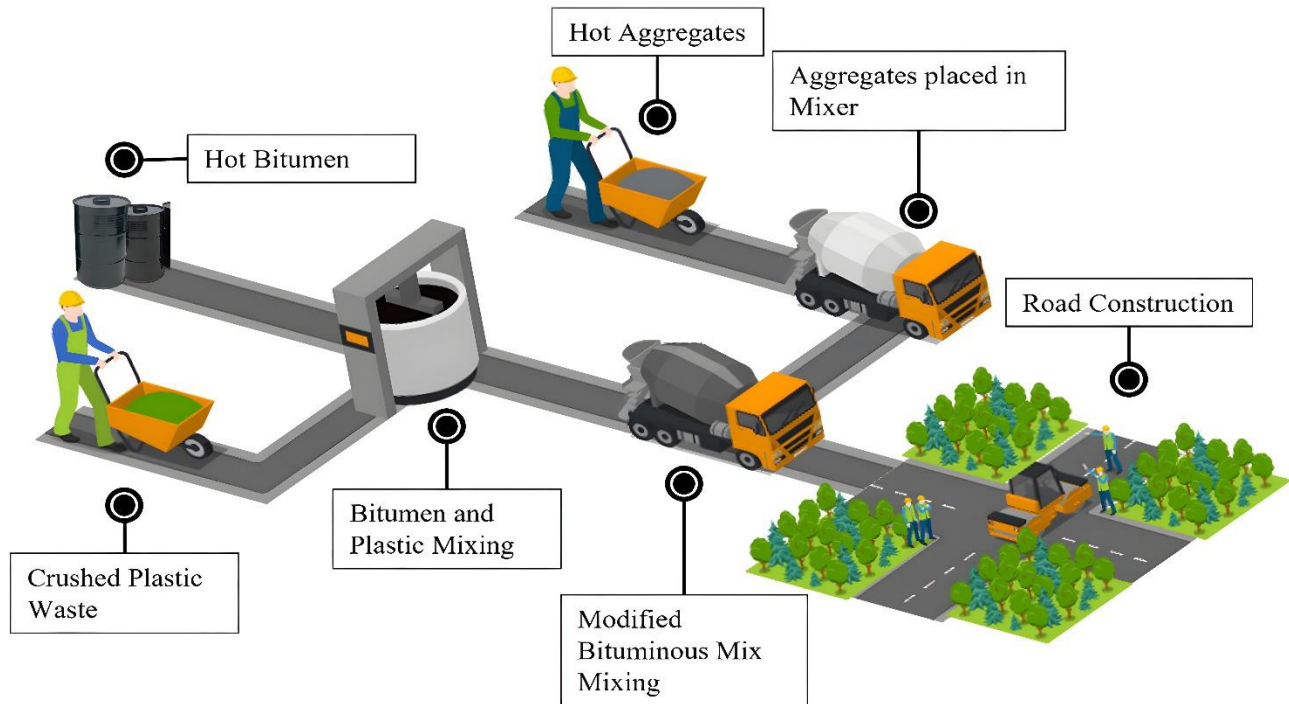 Hot Aggregates
Aggregates placed in
Mixer
Hot Bitumen
Road Construction
Bitumen and
Plastic Mixing
Crushed Plastic
Waste
Modified
Bituminous Mix
Mixing